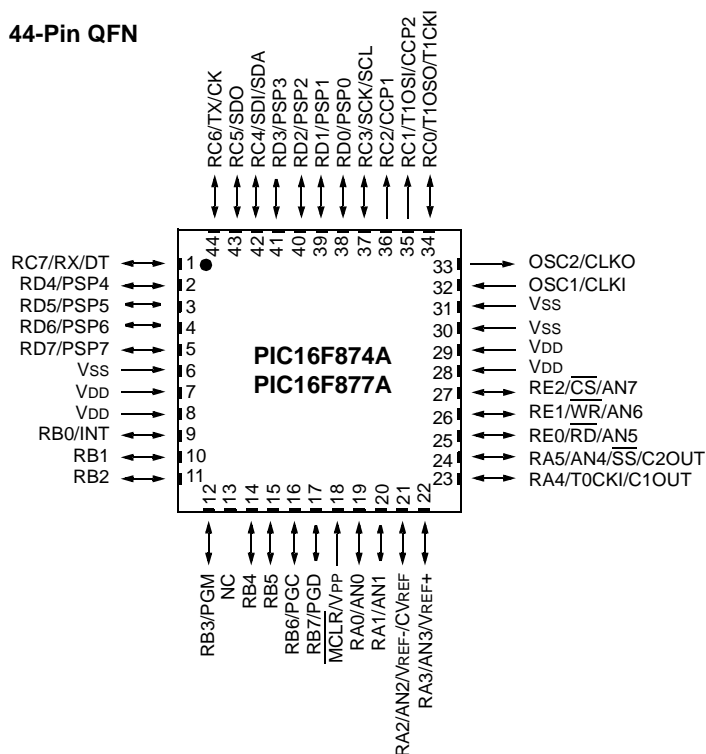 44-Pin QFN
RC6/TX/CK
RC5/SDO
RC4/SDI/SDA
RD3/PSP3
RD2/PSP2
RD1/PSP1
RD0/PSP0
RC3/SCK/SCL
RC2/CCP1
RC1/T1OSI/CCP2
RC0/T1OSO/T1CKI
44
43
42
41
40
39
38
37
36
35
34
RC7/RX/DT 1
RD4/PSP4 2
RD5/PSP5 3
RD6/PSP6 4
RD7/PSP7 5
VSS 6
VDD 7
VDD 8
RB0/INT 9
RB1 10
RB2 11
PIC16F874A
PIC16F877A
33 OSC2/CLKO
32 OSC1/CLKI
31 VSS
30 VSS
29 VDD
28 VDD
27 RE2/CS/AN7
26 RE1/WR/AN6
25 RE0/RD/AN5
24 RA5/AN4/SS/C2OUT
23 RA4/T0CKI/C1OUT
12
13
14
15
16
17
18
19
20
21
22
RB3/PGM
NC
RB4
RB5
RB6/PGC
RB7/PGD
MCLR/VPP
RA0/AN0
RA1/AN1
RA2/AN2/VREF-/CVREF
RA3/AN3/VREF+